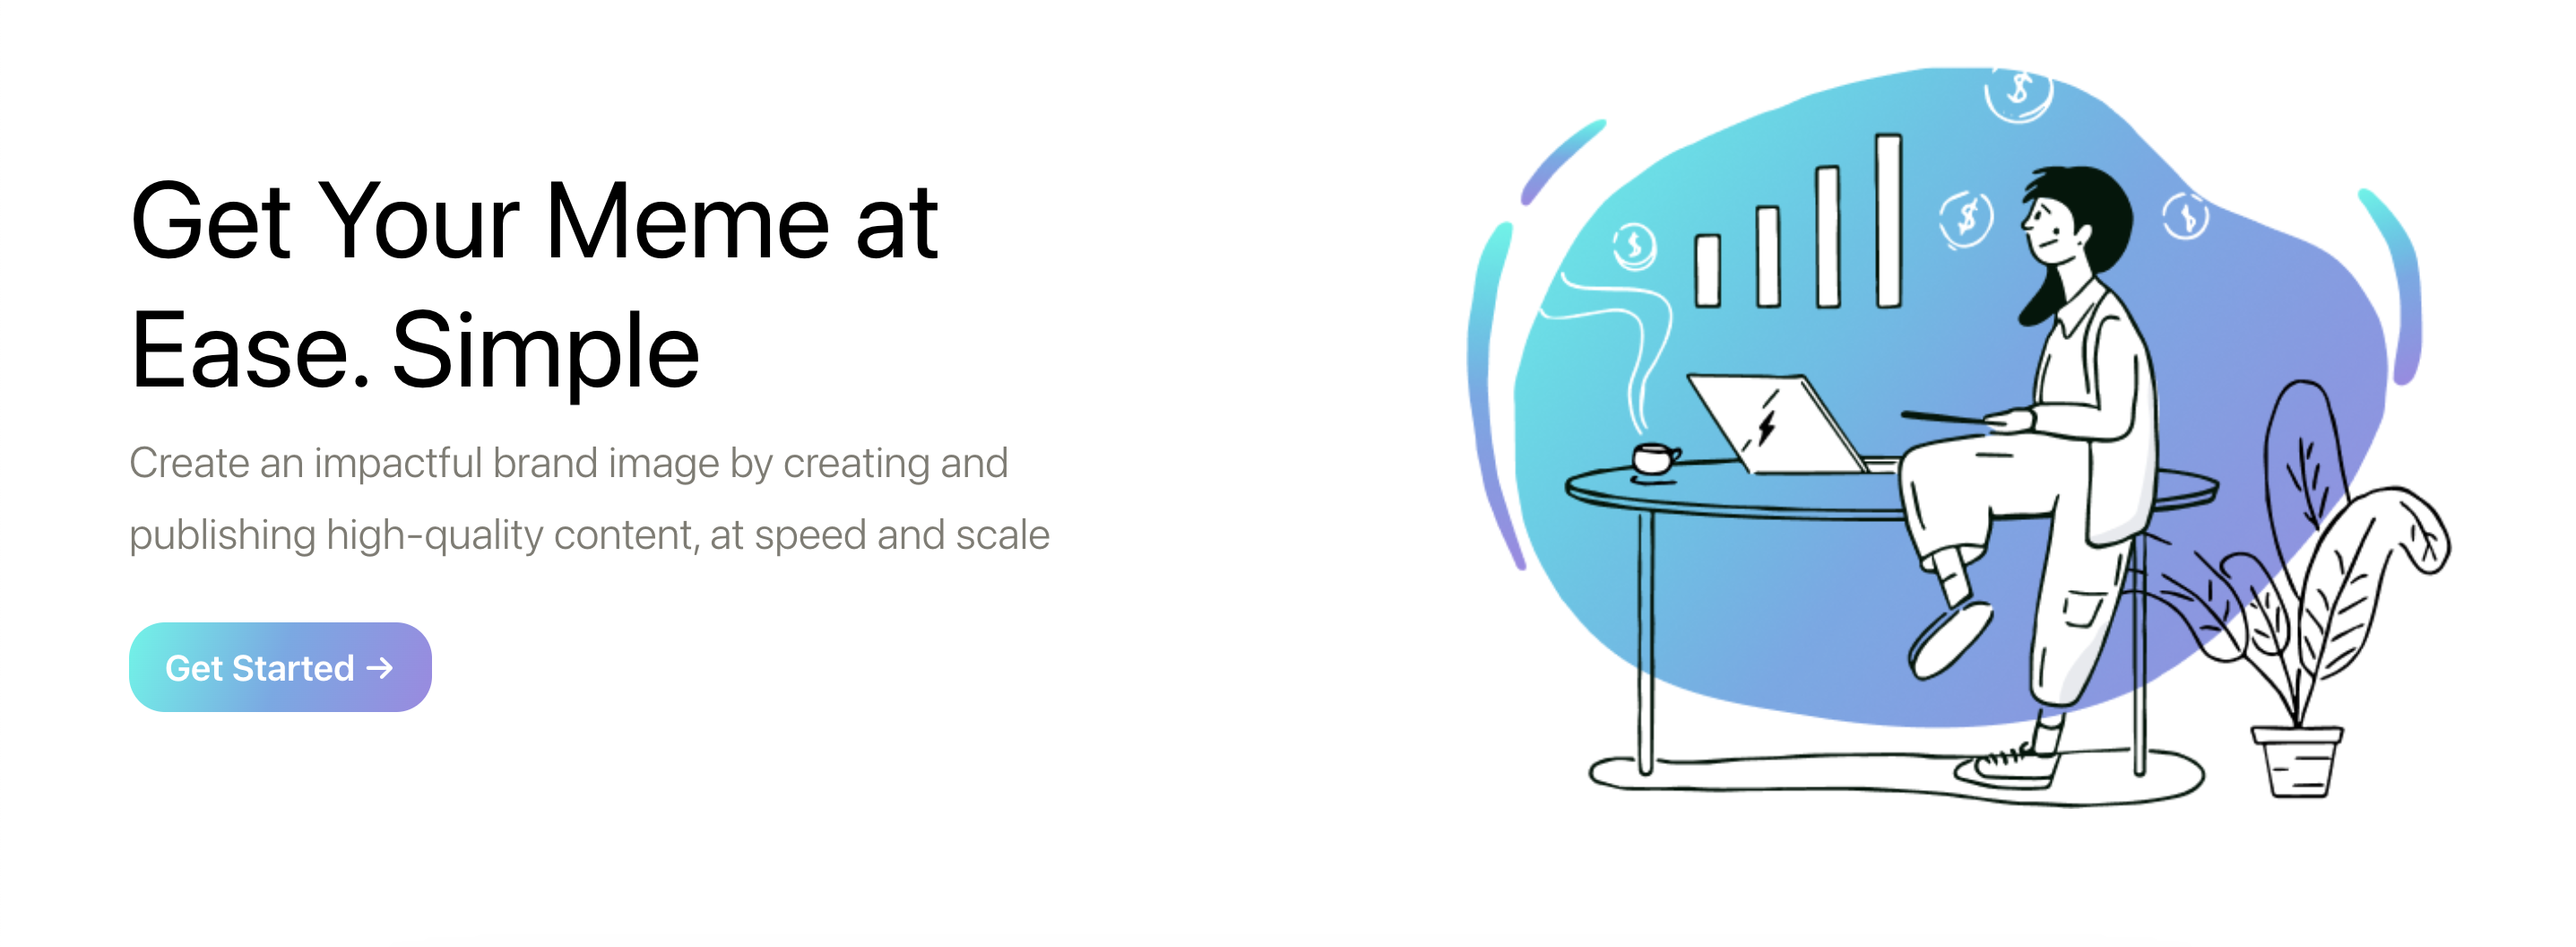 Get Your Meme at
Ease. Simple
Create an impactful brand image by creating and
publishing high-quality content, at speed and scale
Get Started →